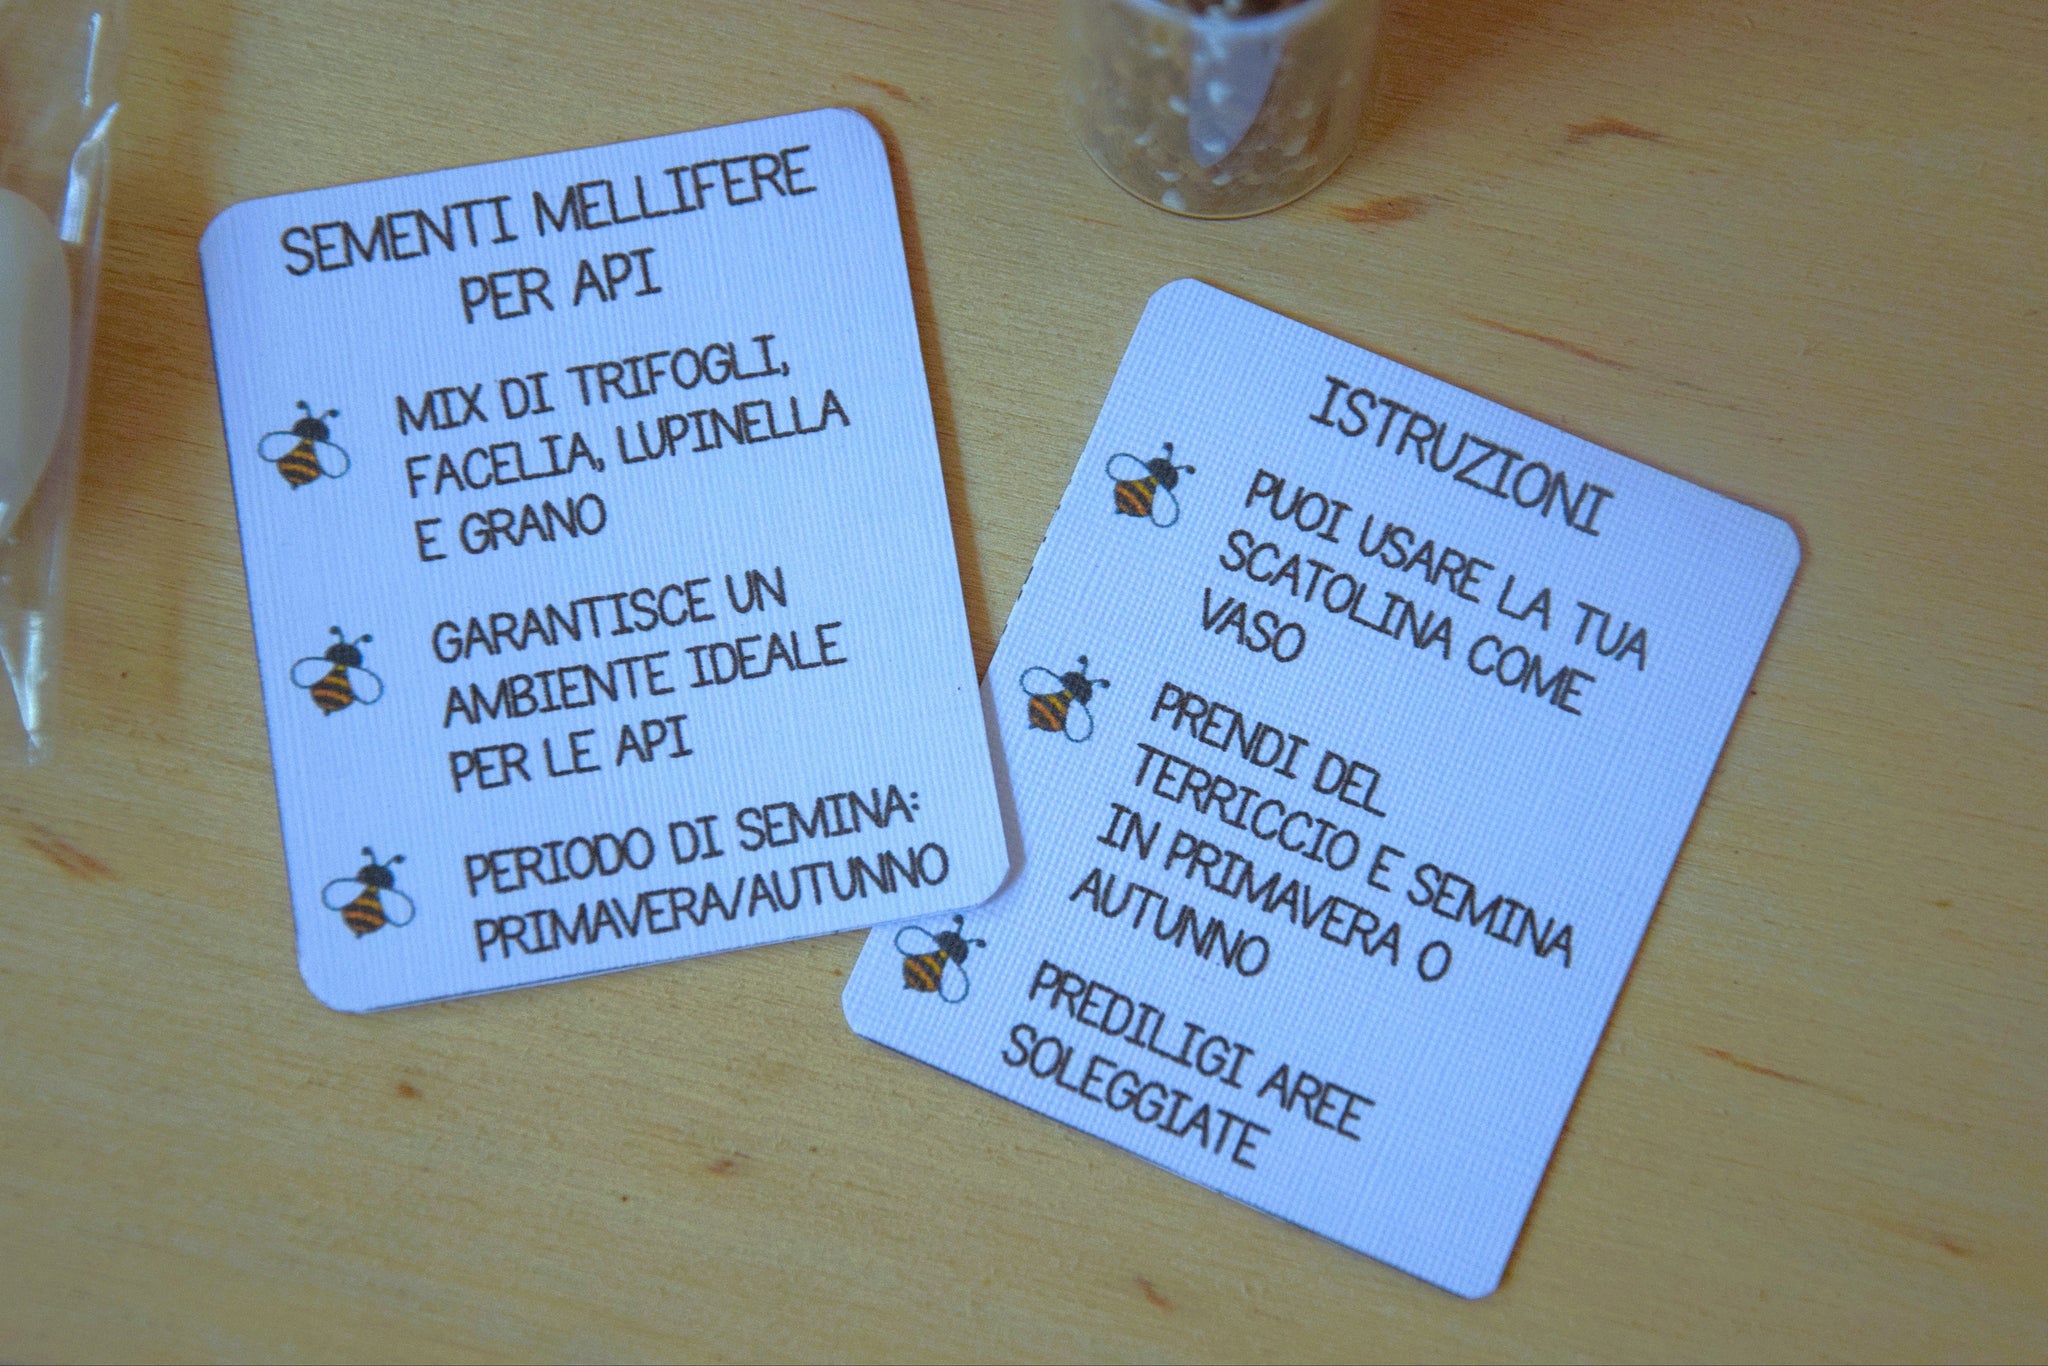 SEMENTI MELLIFERE
PER API
MIX DI TRIFOGLI,
FACELIA, LUPINELLA
E GRANO
GARANTISCE UN
AMBIENTE IDEALE
PER LE API
PERIODO DI SEMINA:
PRIMAVERA/AUTUNNO
ISTRUZIONI
PUOI USARE LA TUA
SCATOLINA COME
VASO
PRENDI DEL
TERRICCIO E SEMINA
IN PRIMAVERA O
AUTUNNO
PREDILIGI AREE
SOLEGGIATE